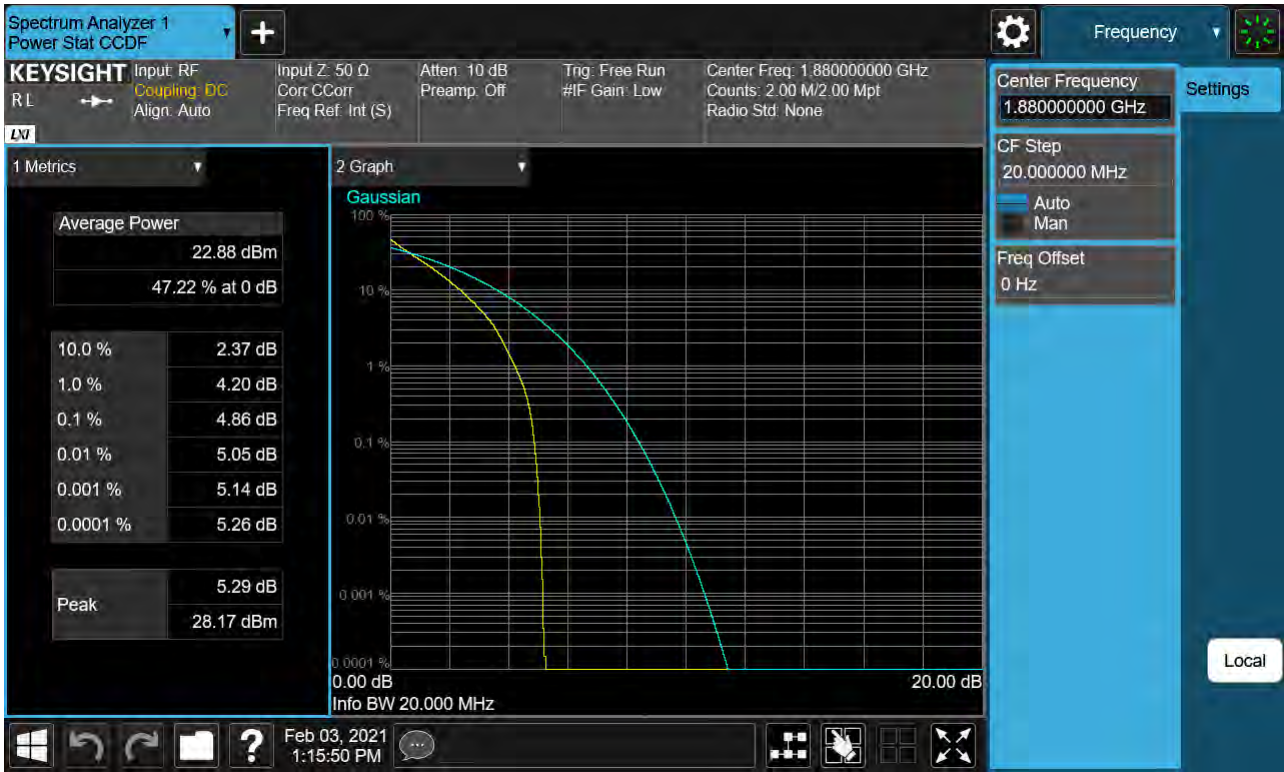 Spectrum Analyzer 1
Power Stat CCDF
+
Frequency
KEYSIGHT
R L
LXI
Input: RF
Coupling: DC
Align: Auto
Input Z: 50 Ω
Corr CCorr
Freq Ref: Int (S)
Atten: 10 dB
Preamp: Off
Trig: Free Run
#IF Gain: Low
Center Freq: 1.880000000 GHz
Counts: 2.00 M/2.00 Mpt
Radio Std: None
Center Frequency
1.880000000 GHz
Settings
CF Step
20.000000 MHz
Auto
Man
Freq Offset
0 Hz
1 Metrics
Average Power
22.88 dBm
47.22 % at 0 dB
10.0 % 2.37 dB
1.0 % 4.20 dB
0.1 % 4.86 dB
0.01 % 5.05 dB
0.001 % 5.14 dB
0.0001 % 5.26 dB
Peak
5.29 dB
28.17 dBm
2 Graph
Gaussian
100 %
10 %
1 %
0.1 %
0.01 %
0.001 %
0.0001 %
0.00 dB 20.00 dB
Info BW 20.000 MHz
Local
?
Feb 03, 2021
1:15:50 PM